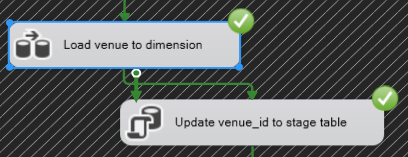 Load venue to dimension
Update venue_id to stage table